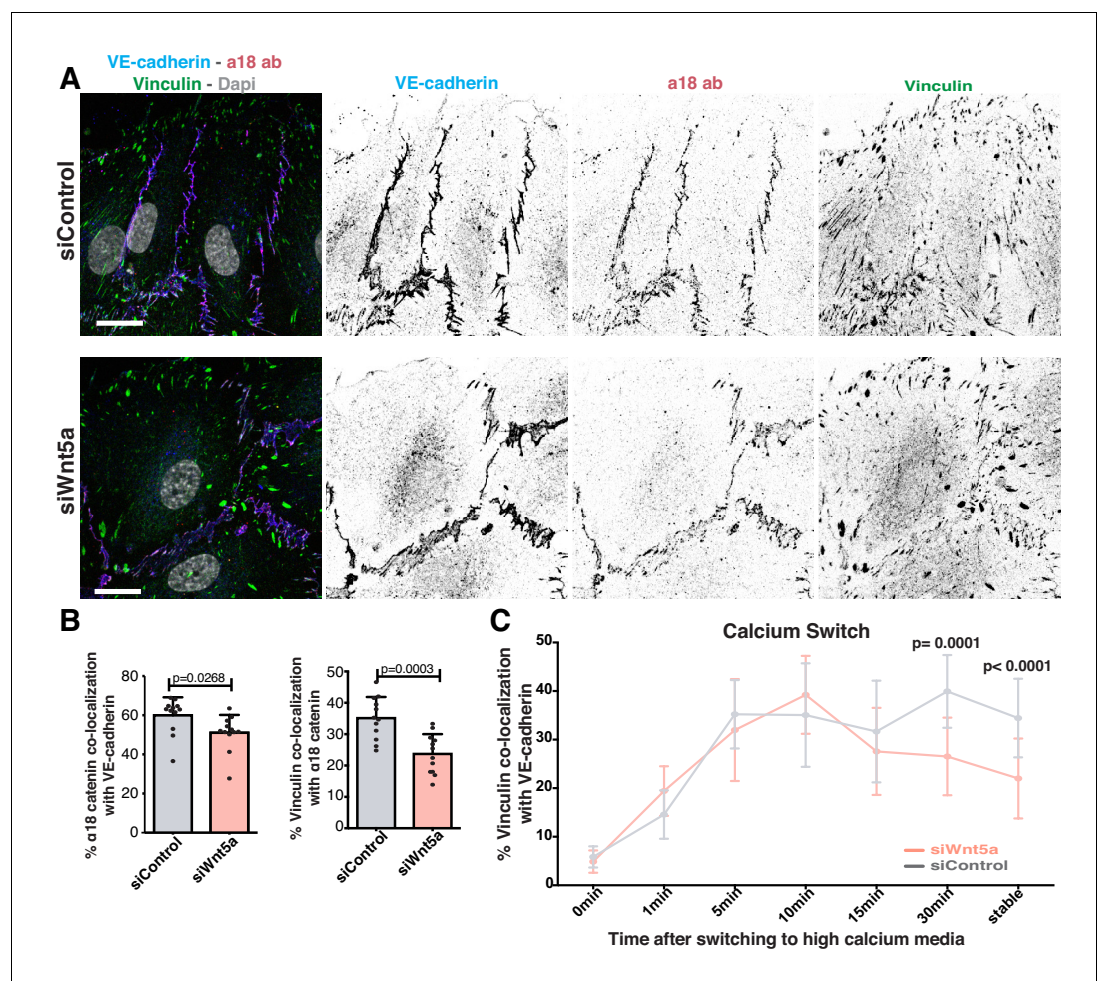 A
VE-cadherin - a18 ab
Vinculin - Dapi
VE-cadherin
a18 ab
Vinculin
siControl
siWnt5a
B
% α18 catenin co-localization
with VE-cadherin
80
60
40
20
0
p=0.0268
siControl
siWnt5a
% Vinculin co-localization
with α18 catenin
50
40
30
20
10
0
p=0.0003
siControl
siWnt5a
C
Calcium Switch
% Vinculin co-localization
with VE-cadherin
50
40
30
20
10
0
p= 0.0001
p< 0.0001
siWnt5a
siControl
0min
1min
5min
10min
15min
30min
stable
Time after switching to high calcium media